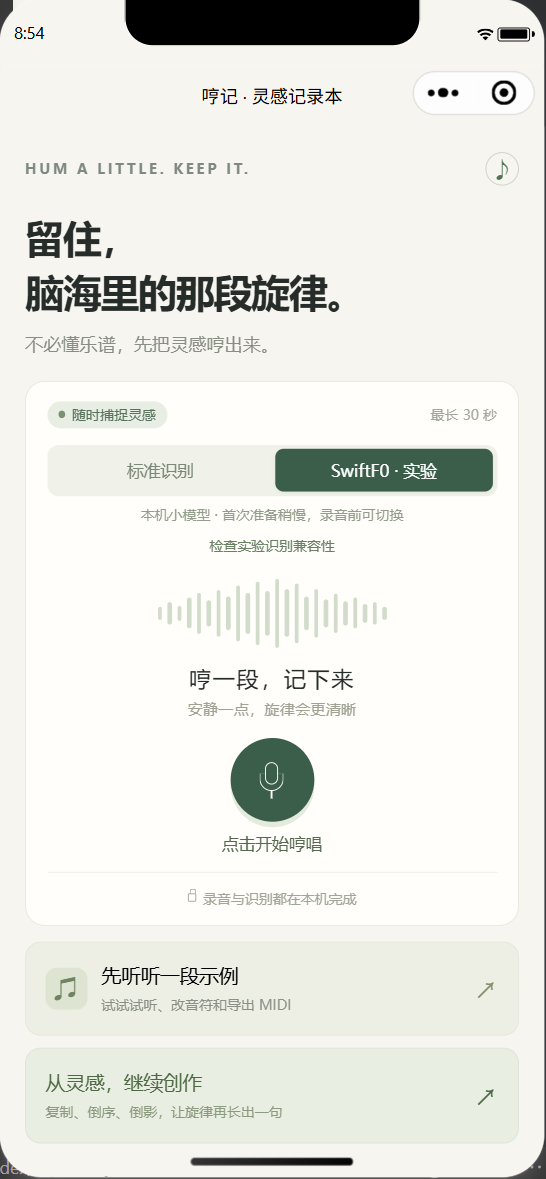 8:54
哼记 · 灵感记录本
HUM A LITTLE. KEEP IT.
留住，
脑海里的那段旋律。
不必懂乐谱，先把灵感哼出来。
随时捕捉灵感
最长 30 秒
标准识别
SwiftF0 · 实验
本机小模型 · 首次准备稍慢，录音前可切换
检查实验识别兼容性
哼一段，记下来
安静一点，旋律会更清晰
点击开始哼唱
录音与识别都在本机完成
先听听一段示例
试试试听、改音符和导出 MIDI
从灵感，继续创作
复制、倒序、倒影，让旋律再长出一句